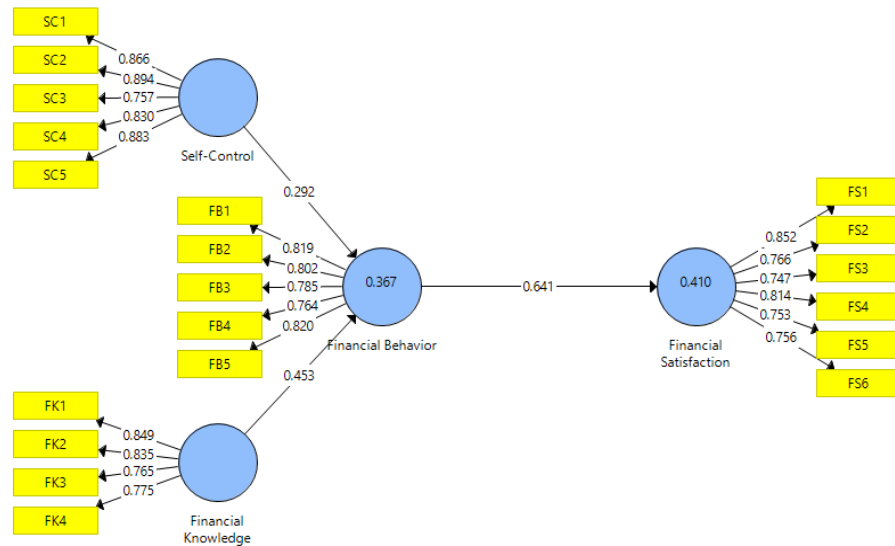 SC1
SC2
SC3
SC4
SC5
0.866
0.894
0.757
0.830
0.883
Self-Control
0.292
FB1
FB2
FB3
FB4
FB5
0.819
0.802
0.785
0.764
0.820
0.367
Financial Behavior
0.641
0.410
Financial
Satisfaction
0.852
0.766
0.747
0.814
0.753
0.756
FS1
FS2
FS3
FS4
FS5
FS6
0.453
FK1
FK2
FK3
FK4
0.849
0.835
0.765
0.775
Financial
Knowledge